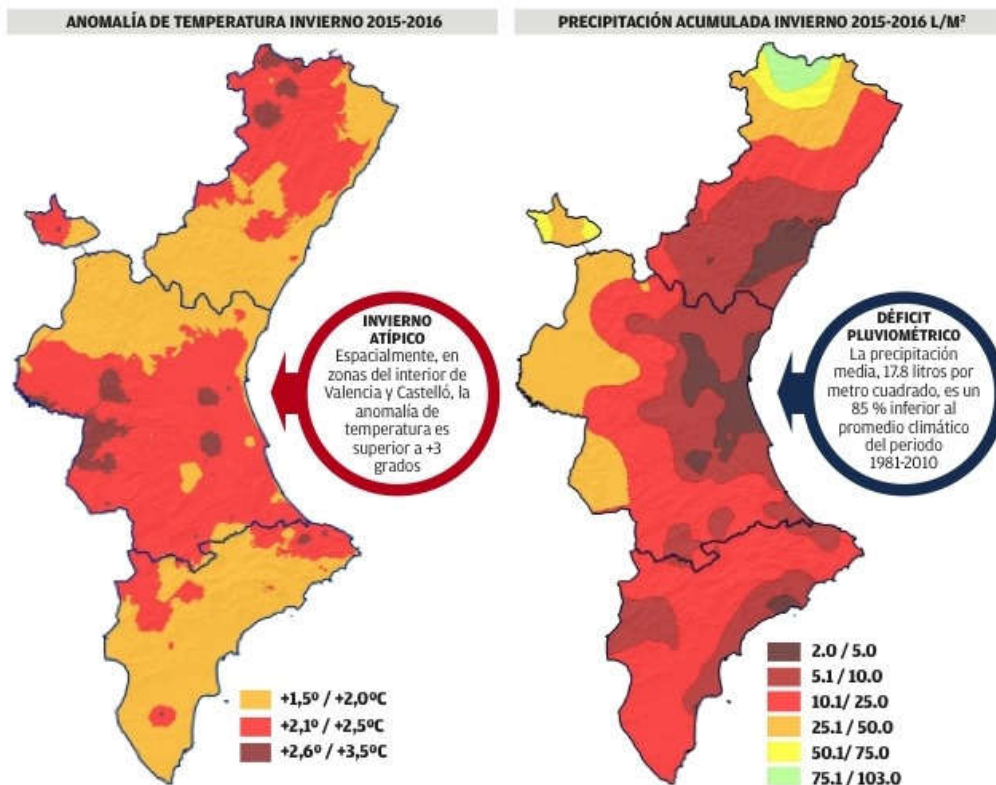 ANOMALÍA DE TEMPERATURA INVIERNO 2015-2016
INVIERNO
ATÍPICO
Espacialmente, en
zonas del interior de
Valencia y Castelló, la
anomalía de
temperatura es
superior a +3
grados
+1,5º / +2,0ºC
+2,1º / +2,5ºC
+2,6º / +3,5ºC
PRECIPITACIÓN ACUMULADA INVIERNO 2015-2016 L/M²
DÉFICIT
PLUVIOMÉTRICO
La precipitación
media, 17.8 litros por
metro cuadrado, es un
85 % inferior al
promedio climático
del periodo
1981-2010
2.0 / 5.0
5.1 / 10.0
10.1/ 25.0
25.1 / 50.0
50.1/ 75.0
75.1 / 103.0